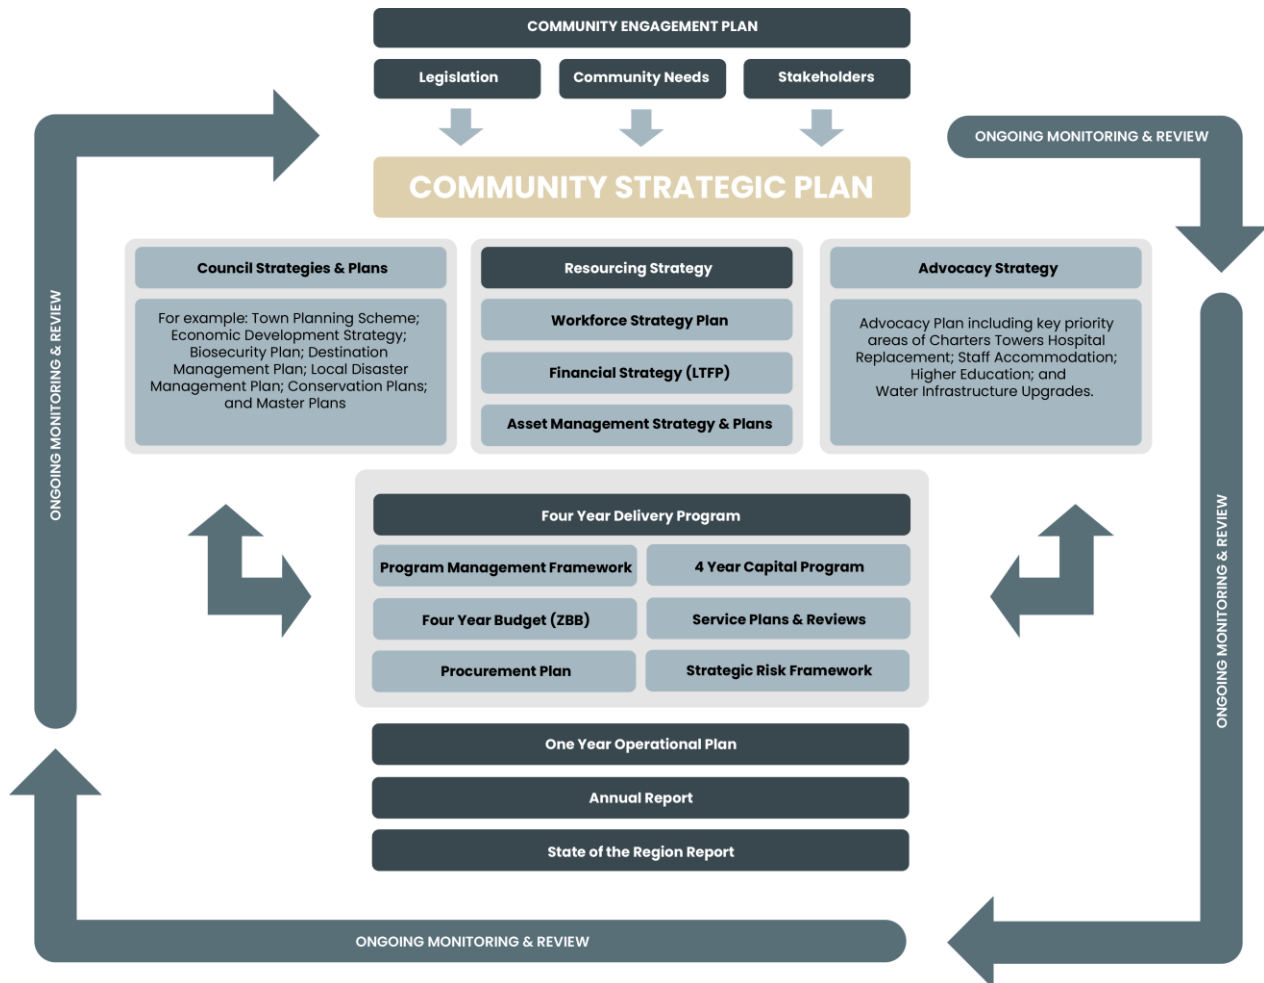 COMMUNITY ENGAGEMENT PLAN
Legislation
Community Needs
Stakeholders
ONGOING MONITORING & REVIEW
COMMUNITY STRATEGIC PLAN
Council Strategies & Plans
For example: Town Planning Scheme;
Economic Development Strategy;
Biosecurity Plan; Destination
Management Plan; Local Disaster
Management Plan; Conservation Plans;
and Master Plans
Resourcing Strategy
Workforce Strategy Plan
Financial Strategy (LTFP)
Asset Management Strategy & Plans
Advocacy Strategy
Advocacy Plan including key priority
areas of Charters Towers Hospital
Replacement; Staff Accommodation;
Higher Education; and
Water Infrastructure Upgrades.
ONGOING MONITORING & REVIEW
Four Year Delivery Program
Program Management Framework
4 Year Capital Program
Four Year Budget (ZBB)
Service Plans & Reviews
Procurement Plan
Strategic Risk Framework
ONGOING MONITORING & REVIEW
One Year Operational Plan
Annual Report
State of the Region Report
ONGOING MONITORING & REVIEW